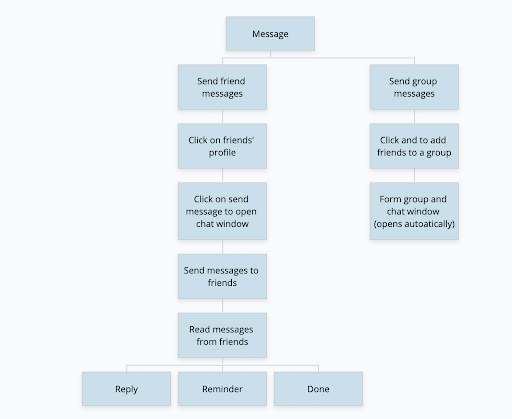 Message
Send friend
messages
Send group
messages
Click on friends'
profile
Click and to add
friends to a group
Click on send
message to open
chat window
Form group and
chat window
(opens autoatically)
Send messages to
friends
Read messages
from friends
Reply
Reminder
Done